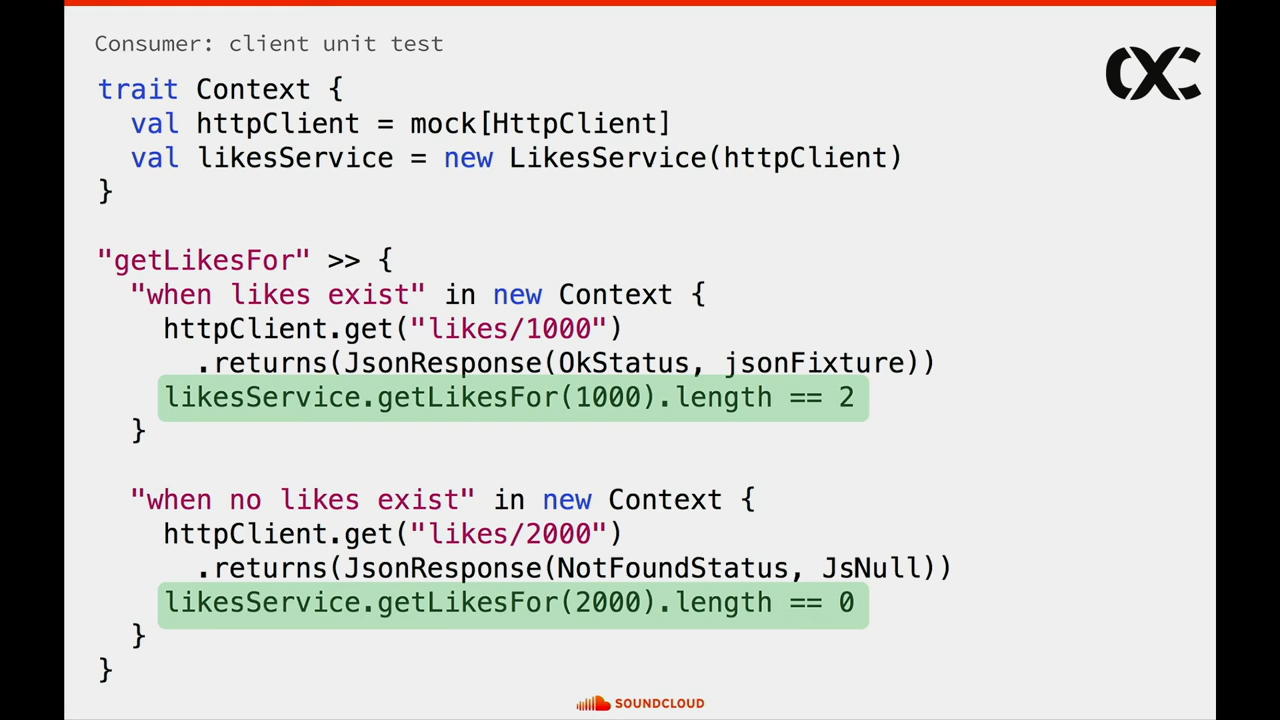 Consumer: client unit test
trait Context {
  val httpClient = mock[HttpClient]
  val likesService = new LikesService(httpClient)
}
"getLikesFor" >> {
  "when likes exist" in new Context {
    httpClient.get("likes/1000")
      .returns(JsonResponse(OkStatus, jsonFixture))
    likesService.getLikesFor(1000).length == 2
  }
  "when no likes exist" in new Context {
    httpClient.get("likes/2000")
      .returns(JsonResponse(NotFoundStatus, JsNull))
    likesService.getLikesFor(2000).length == 0
  }
}
SOUNDCLOUD